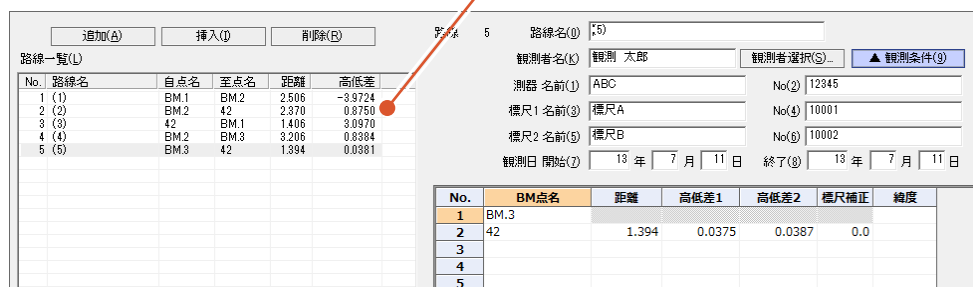 追加(A) 挿入(I) 削除(R)
路線一覧(L)
No. 路線名 自点名 至点名 距離 高低差
1 (1) BM.1 BM.2 2.506 -3.9724
2 (2) BM.2 42 2.370 0.8750
3 (3) 42 BM.1 1.406 3.0970
4 (4) BM.2 BM.3 3.206 0.8384
5 (5) BM.3 42 1.394 0.0381
路線 5 路線名(0) (5)
観測者名(K) 観測 太郎 観測者選択(S)... ▲ 観測条件(9)
測器 名前(1) ABC No(2) 12345
標尺1 名前(3) 標尺A No(4) 10001
標尺2 名前(5) 標尺B No(6) 10002
観測日 開始(7) 13 年 7 月 11 日 終了(8) 13 年 7 月 11 日
No. BM点名 距離 高低差1 高低差2 標尺補正 緯度
1 BM.3
2 42 1.394 0.0375 0.0387 0.0
3
4
5